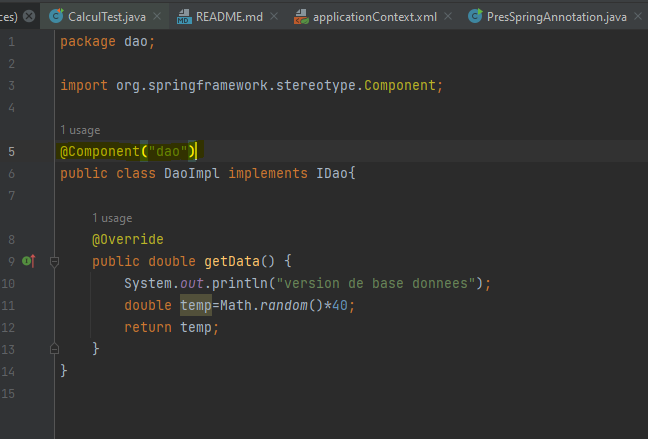 ces) CalculTest.java README.md applicationContext.xml PresSpringAnnotation.java
1 package dao;
2
3 import org.springframework.stereotype.Component;
4
1 usage
5 @Component("dao")
6 public class DaoImpl implements IDao{
7
1 usage
8 @Override
9 public double getData() {
10 System.out.println("version de base donnees");
11 double temp=Math.random()*40;
12 return temp;
13 }
14 }
15